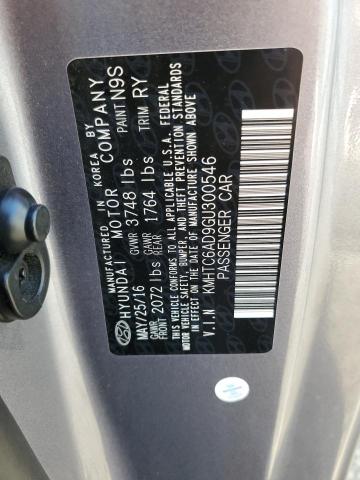 MANUFACTURED IN KOREA BY
HYUNDAI MOTOR COMPANY
MAY/25/16 GVWR 3748 lbs PAINT N9S
GAWR FRONT 2072 lbs GAWR REAR 1764 lbs TRIM RY
THIS VEHICLE CONFORMS TO ALL APPLICABLE U.S.A. FEDERAL
MOTOR VEHICLE SAFETY, BUMPER, AND THEFT PREVENTION STANDARDS
IN EFFECT ON THE DATE OF MANUFACTURE SHOWN ABOVE
V.I.N KMHTC6AD9GU300546
PASSENGER CAR